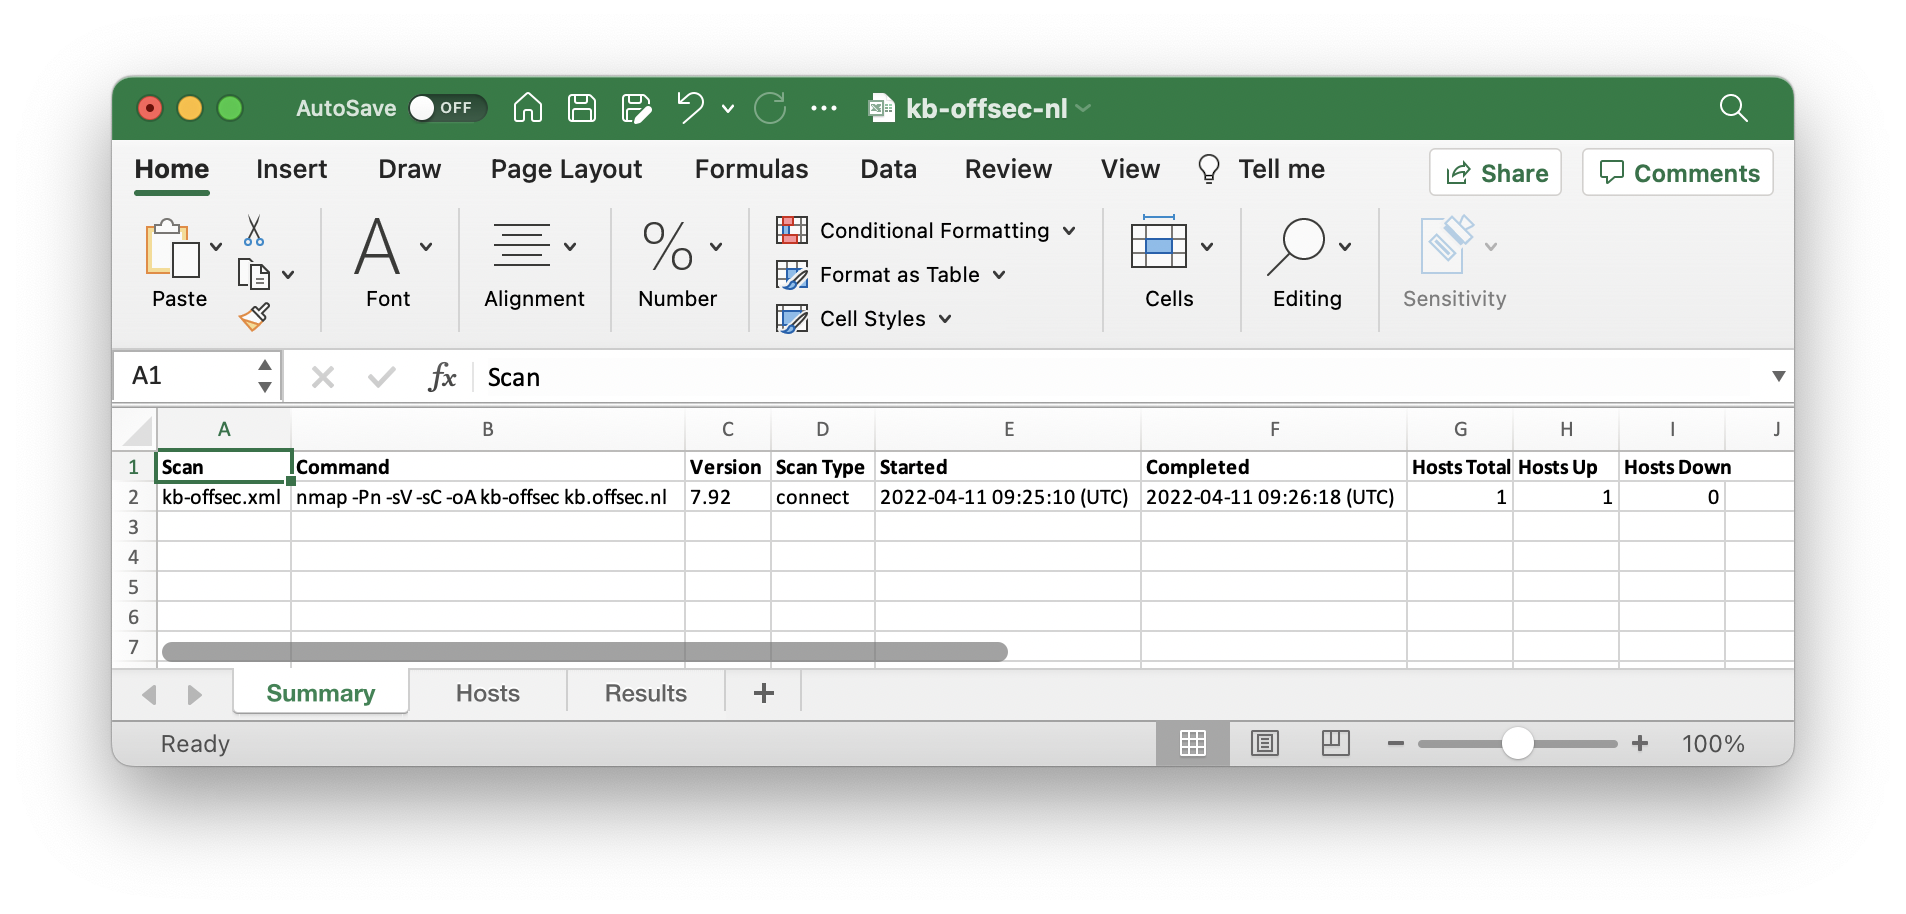 AutoSave OFF kb-offsec-nl
Home Insert Draw Page Layout Formulas Data Review View Tell me Share Comments
Conditional Formatting
Format as Table
Paste Font Alignment Number Cells Editing Sensitivity
Cell Styles
A1 fx Scan
A B C D E F G H I J
1 Scan Command Version Scan Type Started Completed Hosts Total Hosts Up Hosts Down
2 kb-offsec.xml nmap -Pn -sV -sC -oA kb-offsec kb.offsec.nl 7.92 connect 2022-04-11 09:25:10 (UTC) 2022-04-11 09:26:18 (UTC) 1 1 0
3
4
5
6
7
Summary Hosts Results +
Ready 100%